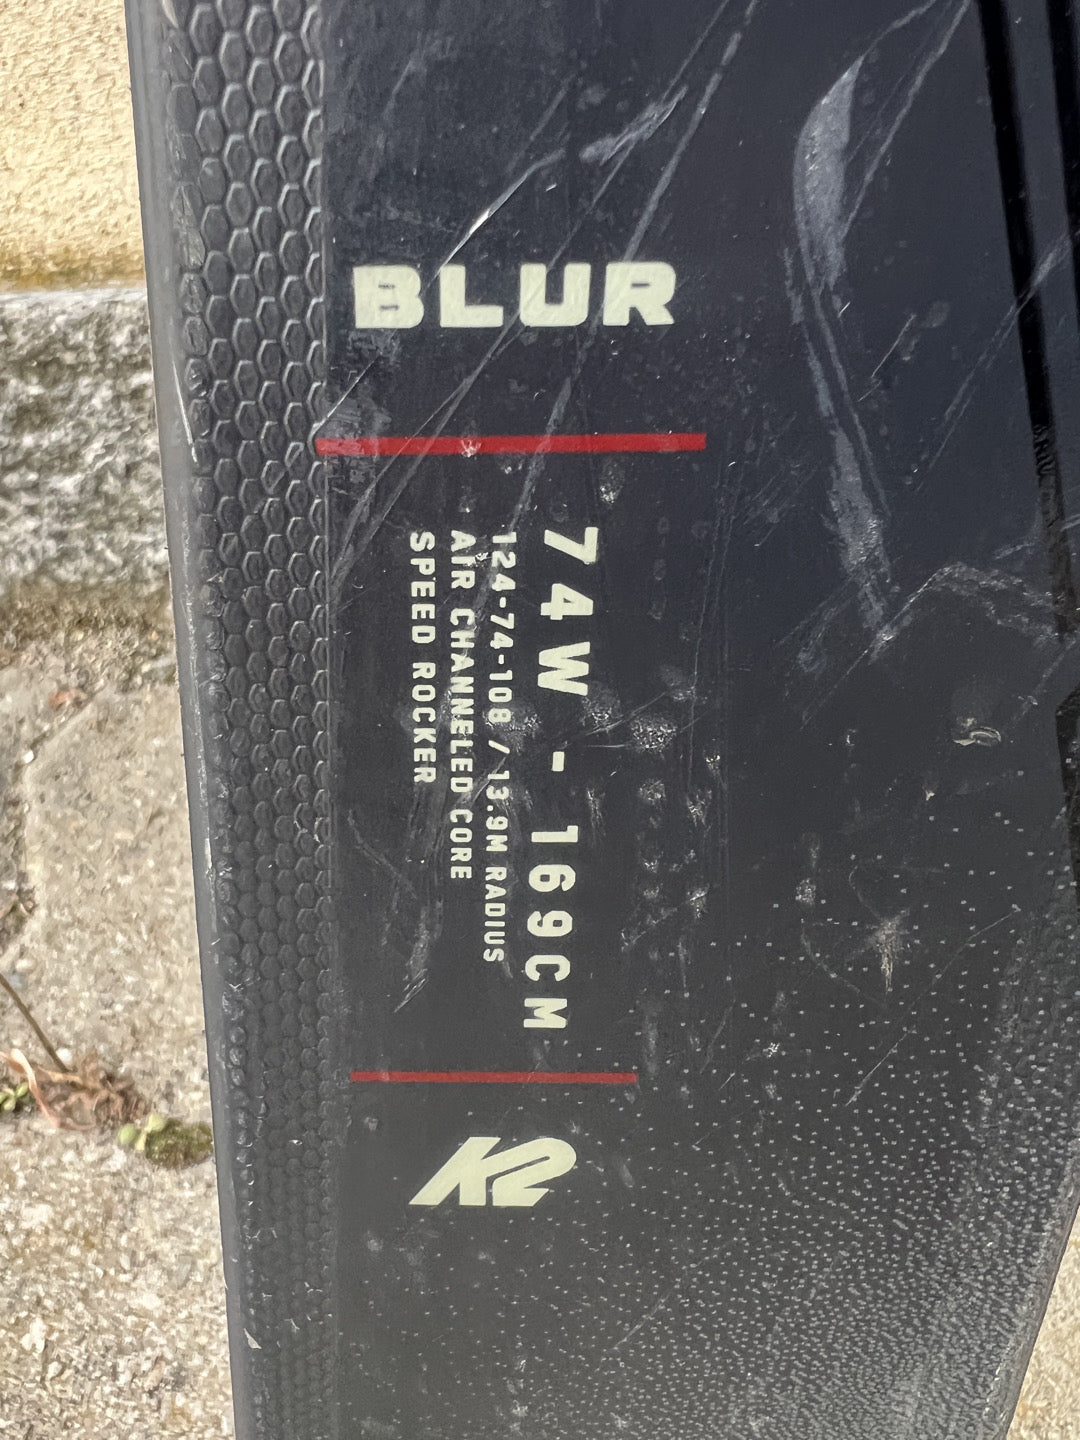 BLUR
74W - 169CM
124-74-108 / 13.9M RADIUS
AIR CHANNELED CORE
SPEED ROCKER
K2